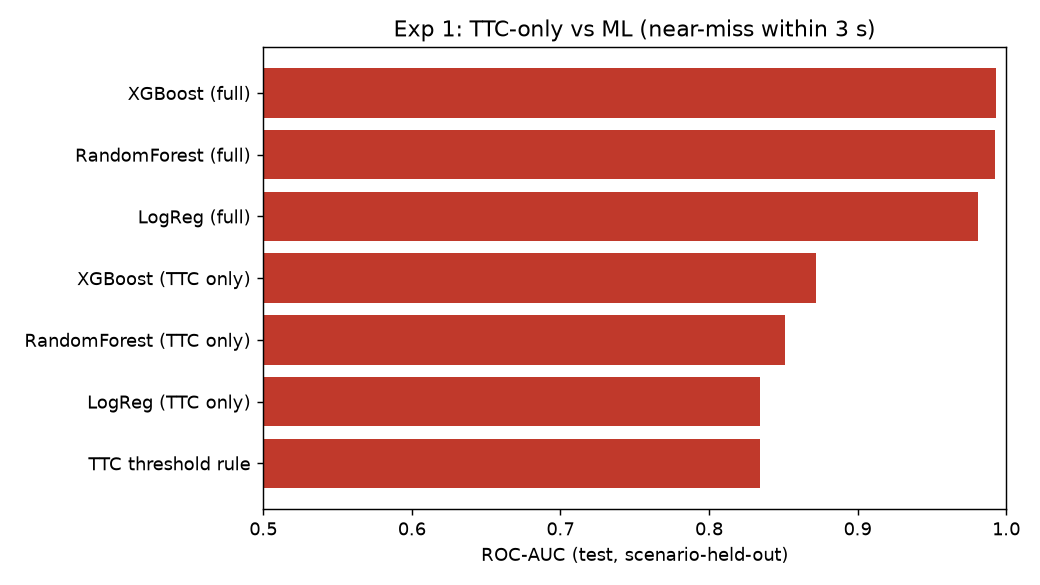 Exp 1: TTC-only vs ML (near-miss within 3 s)
XGBoost (full)
RandomForest (full)
LogReg (full)
XGBoost (TTC only)
RandomForest (TTC only)
LogReg (TTC only)
TTC threshold rule
0.5 0.6 0.7 0.8 0.9 1.0
ROC-AUC (test, scenario-held-out)